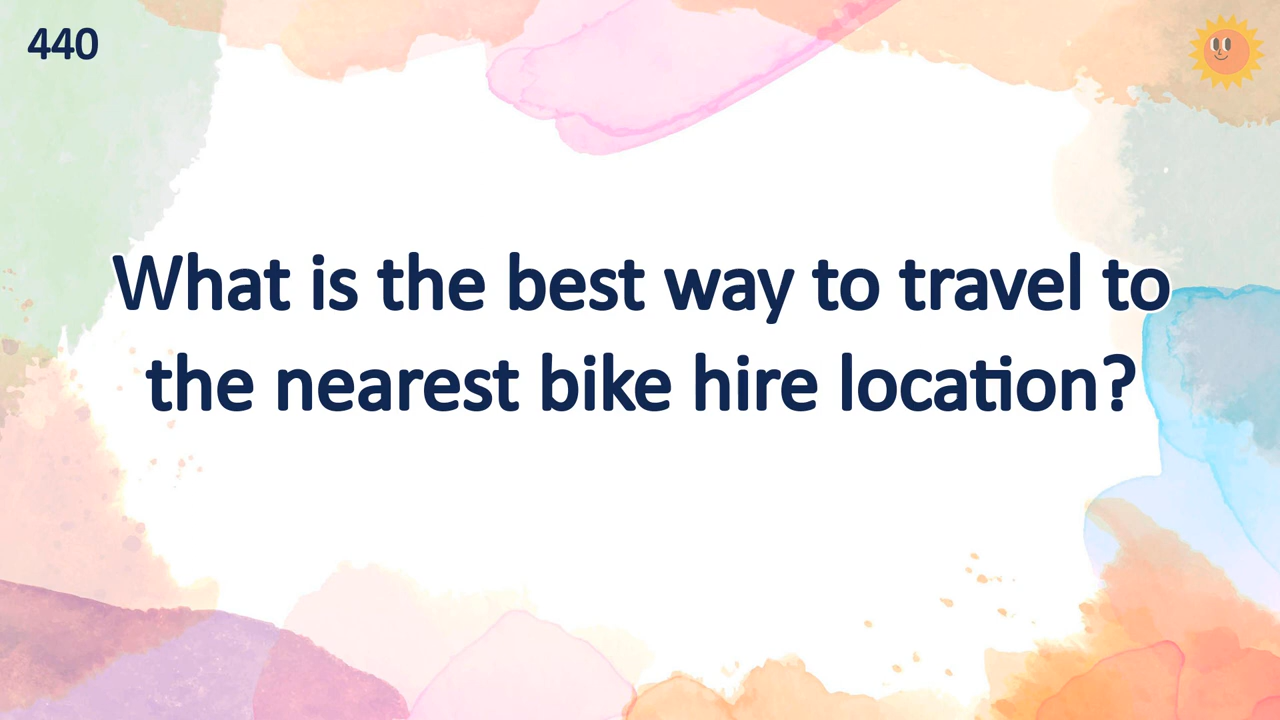 440
What is the best way to travel to
the nearest bike hire location?